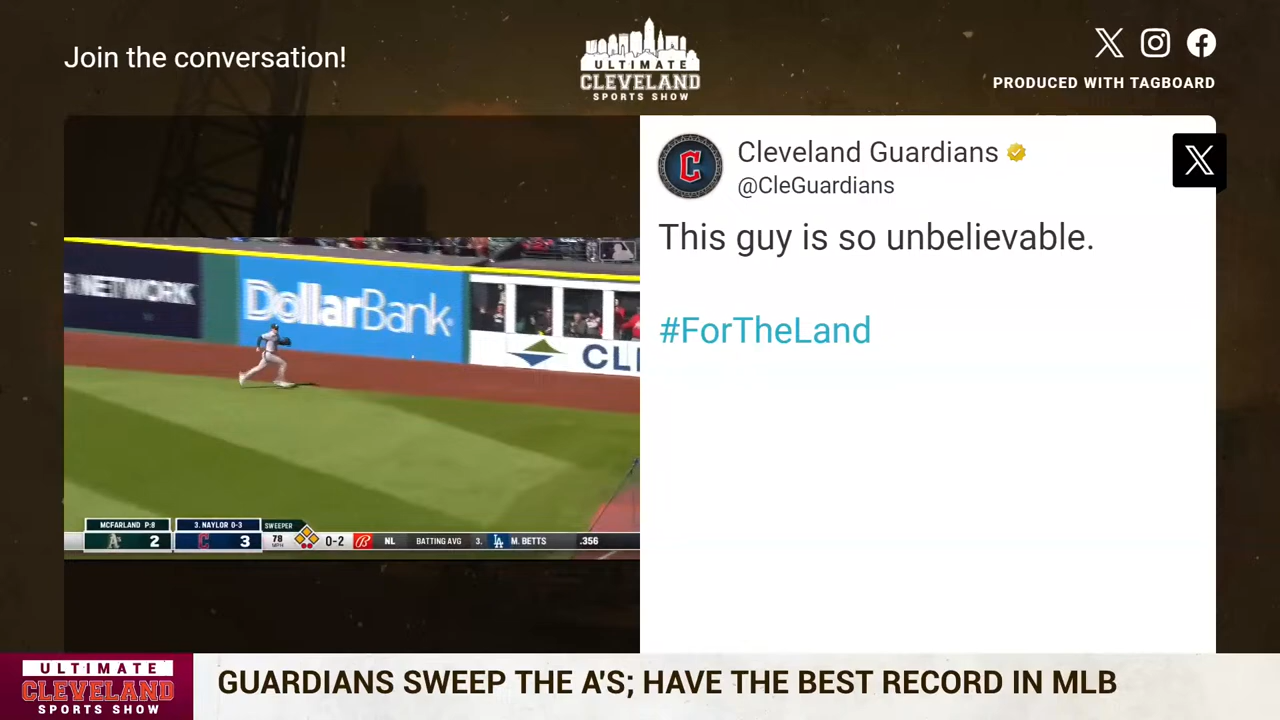 Join the conversation!
ULTIMATE
CLEVELAND
SPORTS SHOW
PRODUCED WITH TAGBOARD
Cleveland Guardians
@CleGuardians
This guy is so unbelievable.
#ForTheLand
NETWORK
DollarBank
CL
MCFARLAND P:8
3. NAYLOR 0-3
SWEEPER
A's 2
C 3
78
MPH
0-2
B
NL BATTING AVG 3. LA M. BETTS .356
ULTIMATE
CLEVELAND
SPORTS SHOW
GUARDIANS SWEEP THE A'S; HAVE THE BEST RECORD IN MLB